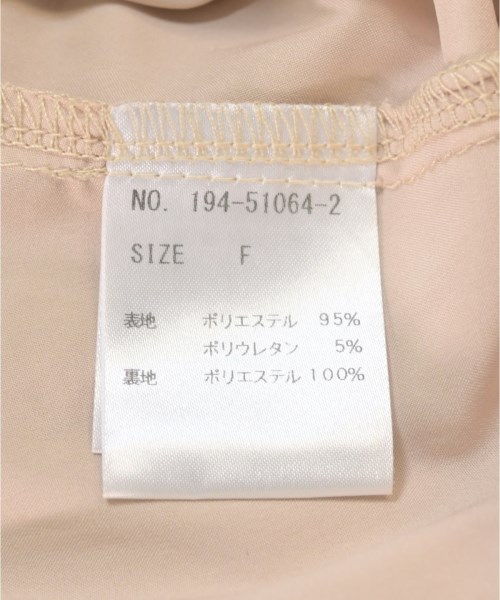 NO. 194-51064-2
SIZE F
表地 ポリエステル 95%
ポリウレタン 5%
裏地 ポリエステル 100%